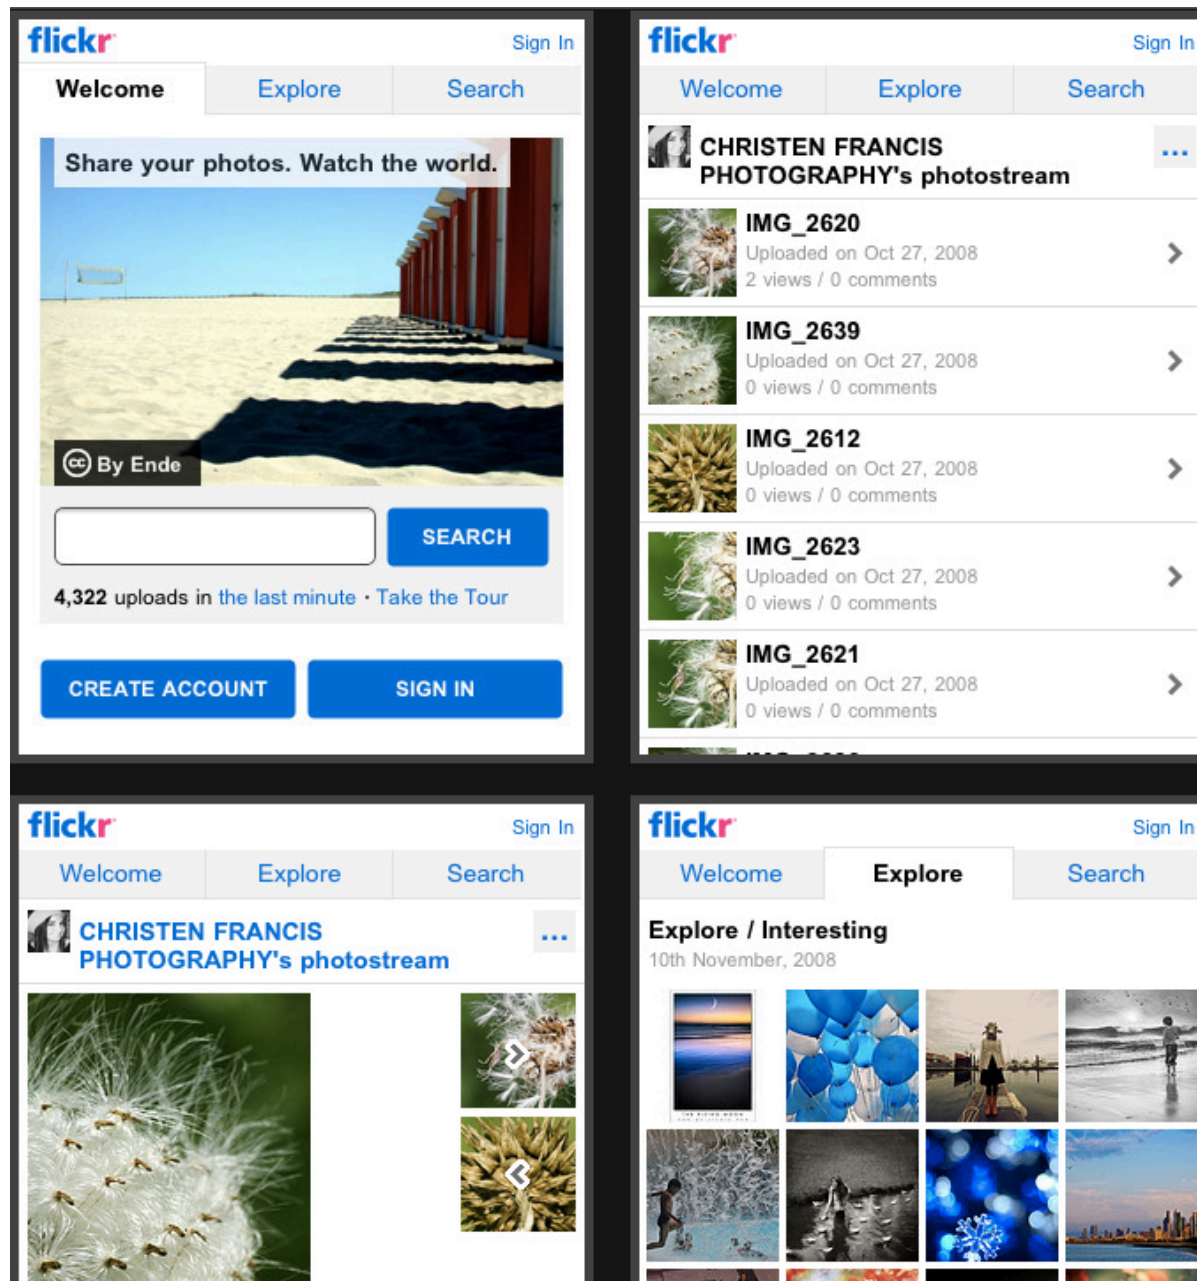 flickr
Sign In
Welcome Explore Search
Share your photos. Watch the world.
By Ende
SEARCH
4,322 uploads in the last minute · Take the Tour
CREATE ACCOUNT SIGN IN
flickr
Sign In
Welcome Explore Search
CHRISTEN FRANCIS
PHOTOGRAPHY's photostream
...
IMG_2620
Uploaded on Oct 27, 2008
2 views / 0 comments
IMG_2639
Uploaded on Oct 27, 2008
0 views / 0 comments
IMG_2612
Uploaded on Oct 27, 2008
0 views / 0 comments
IMG_2623
Uploaded on Oct 27, 2008
0 views / 0 comments
IMG_2621
Uploaded on Oct 27, 2008
0 views / 0 comments
flickr
Sign In
Welcome Explore Search
CHRISTEN FRANCIS
PHOTOGRAPHY's photostream
...
flickr
Sign In
Welcome Explore Search
Explore / Interesting
10th November, 2008